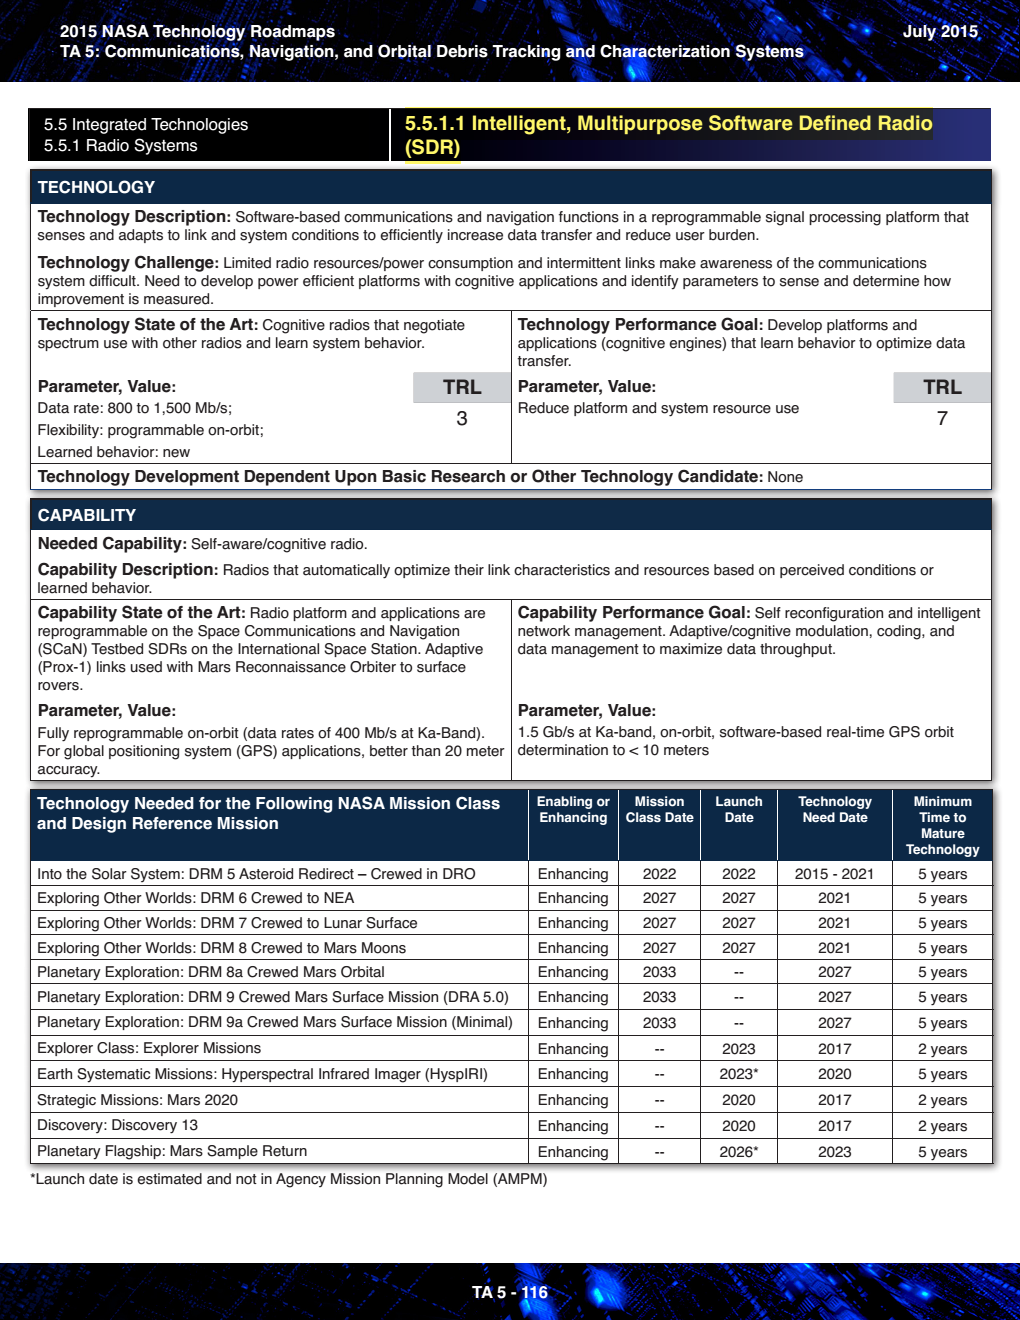 2015 NASA Technology Roadmaps
July 2015
TA 5: Communications, Navigation, and Orbital Debris Tracking and Characterization Systems
5.5 Integrated Technologies
5.5.1 Radio Systems
5.5.1.1 Intelligent, Multipurpose Software Defined Radio
(SDR)
TECHNOLOGY
Technology Description: Software-based communications and navigation functions in a reprogrammable signal processing platform that
senses and adapts to link and system conditions to efficiently increase data transfer and reduce user burden.
Technology Challenge: Limited radio resources/power consumption and intermittent links make awareness of the communications
system difficult. Need to develop power efficient platforms with cognitive applications and identify parameters to sense and determine how
improvement is measured.
Technology State of the Art: Cognitive radios that negotiate
spectrum use with other radios and learn system behavior.
Parameter, Value:
Data rate: 800 to 1,500 Mb/s;
Flexibility: programmable on-orbit;
Learned behavior: new
TRL
3
Technology Performance Goal: Develop platforms and
applications (cognitive engines) that learn behavior to optimize data
transfer.
Parameter, Value:
Reduce platform and system resource use
TRL
7
Technology Development Dependent Upon Basic Research or Other Technology Candidate: None
CAPABILITY
Needed Capability: Self-aware/cognitive radio.
Capability Description: Radios that automatically optimize their link characteristics and resources based on perceived conditions or
learned behavior.
Capability State of the Art: Radio platform and applications are
reprogrammable on the Space Communications and Navigation
(SCaN) Testbed SDRs on the International Space Station. Adaptive
(Prox-1) links used with Mars Reconnaissance Orbiter to surface
rovers.
Parameter, Value:
Fully reprogrammable on-orbit (data rates of 400 Mb/s at Ka-Band).
For global positioning system (GPS) applications, better than 20 meter
accuracy.
Capability Performance Goal: Self reconfiguration and intelligent
network management. Adaptive/cognitive modulation, coding, and
data management to maximize data throughput.
Parameter, Value:
1.5 Gb/s at Ka-band, on-orbit, software-based real-time GPS orbit
determination to < 10 meters
Technology Needed for the Following NASA Mission Class
and Design Reference Mission
Enabling or
Enhancing
Mission
Class Date
Launch
Date
Technology
Need Date
Minimum
Time to
Mature
Technology
Into the Solar System: DRM 5 Asteroid Redirect – Crewed in DRO Enhancing 2022 2022 2015 - 2021 5 years
Exploring Other Worlds: DRM 6 Crewed to NEA Enhancing 2027 2027 2021 5 years
Exploring Other Worlds: DRM 7 Crewed to Lunar Surface Enhancing 2027 2027 2021 5 years
Exploring Other Worlds: DRM 8 Crewed to Mars Moons Enhancing 2027 2027 2021 5 years
Planetary Exploration: DRM 8a Crewed Mars Orbital Enhancing 2033 -- 2027 5 years
Planetary Exploration: DRM 9 Crewed Mars Surface Mission (DRA 5.0) Enhancing 2033 -- 2027 5 years
Planetary Exploration: DRM 9a Crewed Mars Surface Mission (Minimal) Enhancing 2033 -- 2027 5 years
Explorer Class: Explorer Missions Enhancing -- 2023 2017 2 years
Earth Systematic Missions: Hyperspectral Infrared Imager (HyspIRI) Enhancing -- 2023* 2020 5 years
Strategic Missions: Mars 2020 Enhancing -- 2020 2017 2 years
Discovery: Discovery 13 Enhancing -- 2020 2017 2 years
Planetary Flagship: Mars Sample Return Enhancing -- 2026* 2023 5 years
*Launch date is estimated and not in Agency Mission Planning Model (AMPM)
TA 5 - 116